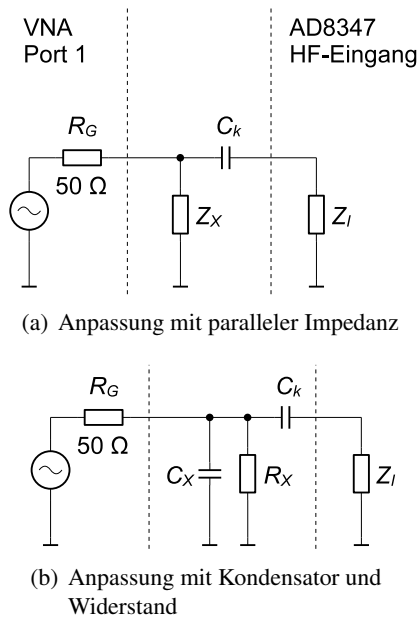 VNA
Port 1
AD8347
HF-Eingang
R_G
50 Ω
C_k
Z_X
Z_I
(a) Anpassung mit paralleler Impedanz
R_G
50 Ω
C_k
C_X
R_X
Z_I
(b) Anpassung mit Kondensator und
Widerstand